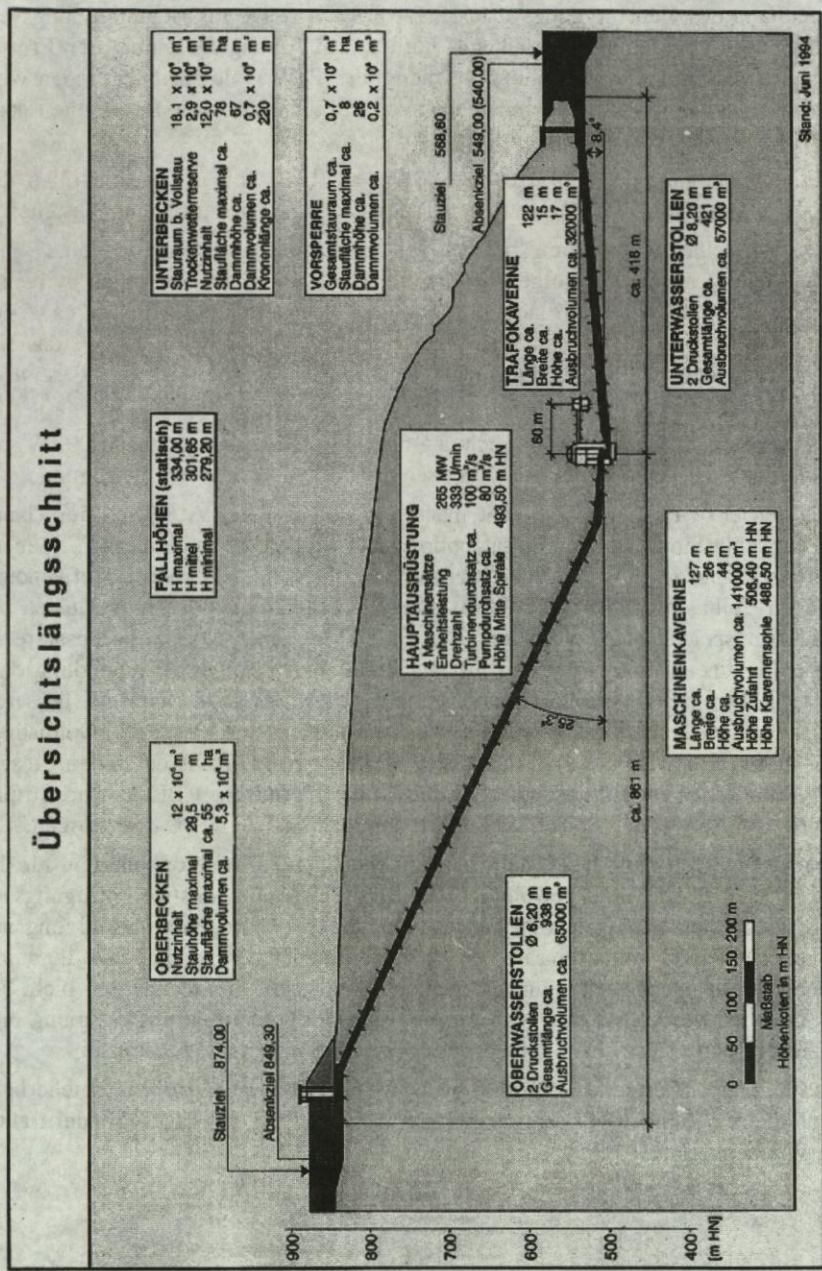 Übersichtslängsschnitt
OBERBECKEN
Nutzinhalt 12 x 10⁶ m³
Stauhöhe maximal 29,5 m
Staufläche maximal ca. 55 ha
Dammvolumen ca. 5,3 x 10⁶ m³
FALLHÖHEN (statisch)
H maximal 334,00 m
H mittel 301,65 m
H minimal 279,20 m
UNTERBECKEN
Stauraum b. Vollstau 18,1 x 10⁶ m³
Trockenwetterreserve 2,9 x 10⁶ m³
Nutzinhalt 12,0 x 10⁶ m³
Staufläche maximal ca. 78 ha
Dammhöhe ca. 67 m
Dammvolumen ca. 0,7 x 10⁶ m³
Kronenlänge ca. 220 m
VORSPERRE
Gesamtstauraum ca. 0,7 x 10⁶ m³
Staufläche maximal ca. 8 ha
Dammhöhe ca. 26 m
Dammvolumen ca. 0,2 x 10⁶ m³
Stauziel 874,00
Absenkziel 849,30
Stauziel 568,60
Absenkziel 549,00 (540,00)
HAUPTAUSRÜSTUNG
4 Maschinensätze
Einheitsleistung 265 MW
Drehzahl 333 U/min
Turbinendurchsatz ca. 100 m³/s
Pumpdurchsatz ca. 80 m³/s
Höhe Mitte Spirale 493,50 m HN
TRAFOKAVERNE
Länge ca. 122 m
Breite ca. 15 m
Höhe ca. 17 m
Ausbruchvolumen ca. 32000 m³
60 m
8,4°
ca. 861 m
ca. 418 m
OBERWASSERSTOLLEN
2 Druckstollen Ø 6,20 m
Gesamtlänge ca. 938 m
Ausbruchvolumen ca. 65000 m³
MASCHINENKAVERNE
Länge ca. 127 m
Breite ca. 26 m
Höhe ca. 44 m
Ausbruchvolumen ca. 141000 m³
Höhe Zufahrt 506,40 m HN
Höhe Kavernensohle 488,50 m HN
UNTERWASSERSTOLLEN
2 Druckstollen Ø 8,20 m
Gesamtlänge ca. 421 m
Ausbruchvolumen ca. 57000 m³
900
800
700
600
500
400
[m HN]
0 50 100 150 200 m
Maßstab
Höhenkoten in m HN
Stand: Juni 1994